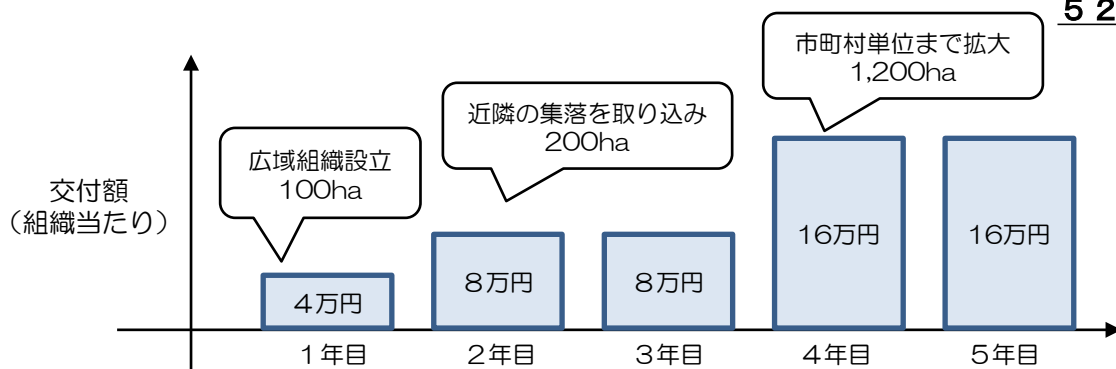 ５２
市町村単位まで拡大
1,200ha
近隣の集落を取り込み
200ha
広域組織設立
100ha
交付額
（組織当たり）
４万円
８万円
８万円
16万円
16万円
１年目
２年目
３年目
４年目
５年目